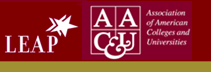 LEAP
AAC&U
Association
of American
Colleges and
Universities